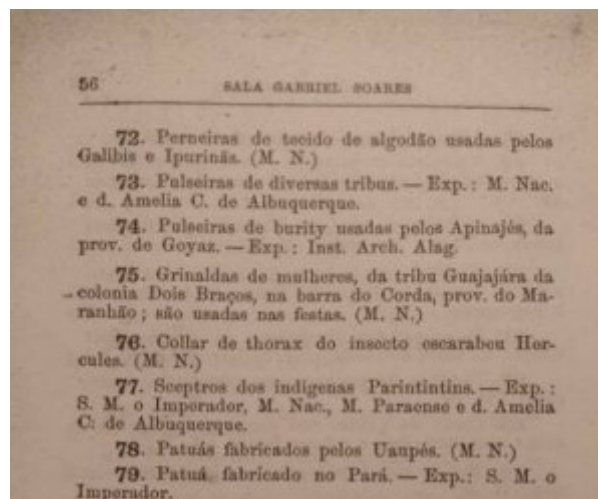 56 SALA GABRIEL SOARES
72. Perneiras de tecido de algodão usadas pelos
Galibis e Ipurinãs. (M. N.)
73. Pulseiras de diversas tribus. — Exp.: M. Nac.
e d. Amelia C. de Albuquerque.
74. Pulseiras de burity usadas pelos Apinajés, da
prov. de Goyaz. — Exp.: Inst. Arch. Alag.
75. Grinaldas de mulheres, da tribu Guajajára da
colonia Dois Braços, na barra do Corda, prov. do Ma-
ranhão; são usadas nas festas. (M. N.)
76. Collar de thorax do insecto escarabeu Her-
cules. (M. N.)
77. Sceptros dos indigenas Parintintins. — Exp.:
S. M. o Imperador, M. Nac., M. Paraense e d. Amelia
C. de Albuquerque.
78. Patuás fabricados pelos Uaupés. (M. N.)
79. Patuá, fabricado no Pará. — Exp.: S. M. o
Imperador.